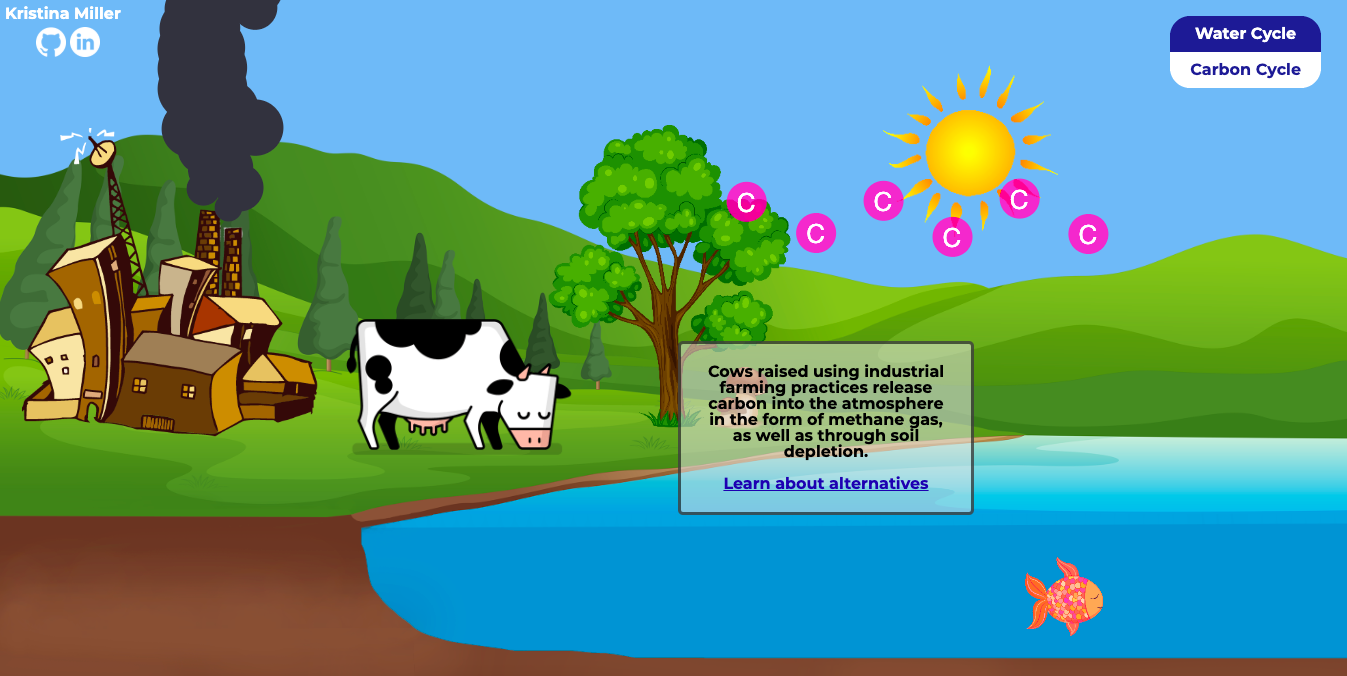 Kristina Miller
in
Water Cycle
Carbon Cycle
C
C
C
C
C
C
Cows raised using industrial
farming practices release
carbon into the atmosphere
in the form of methane gas,
as well as through soil
depletion.
Learn about alternatives